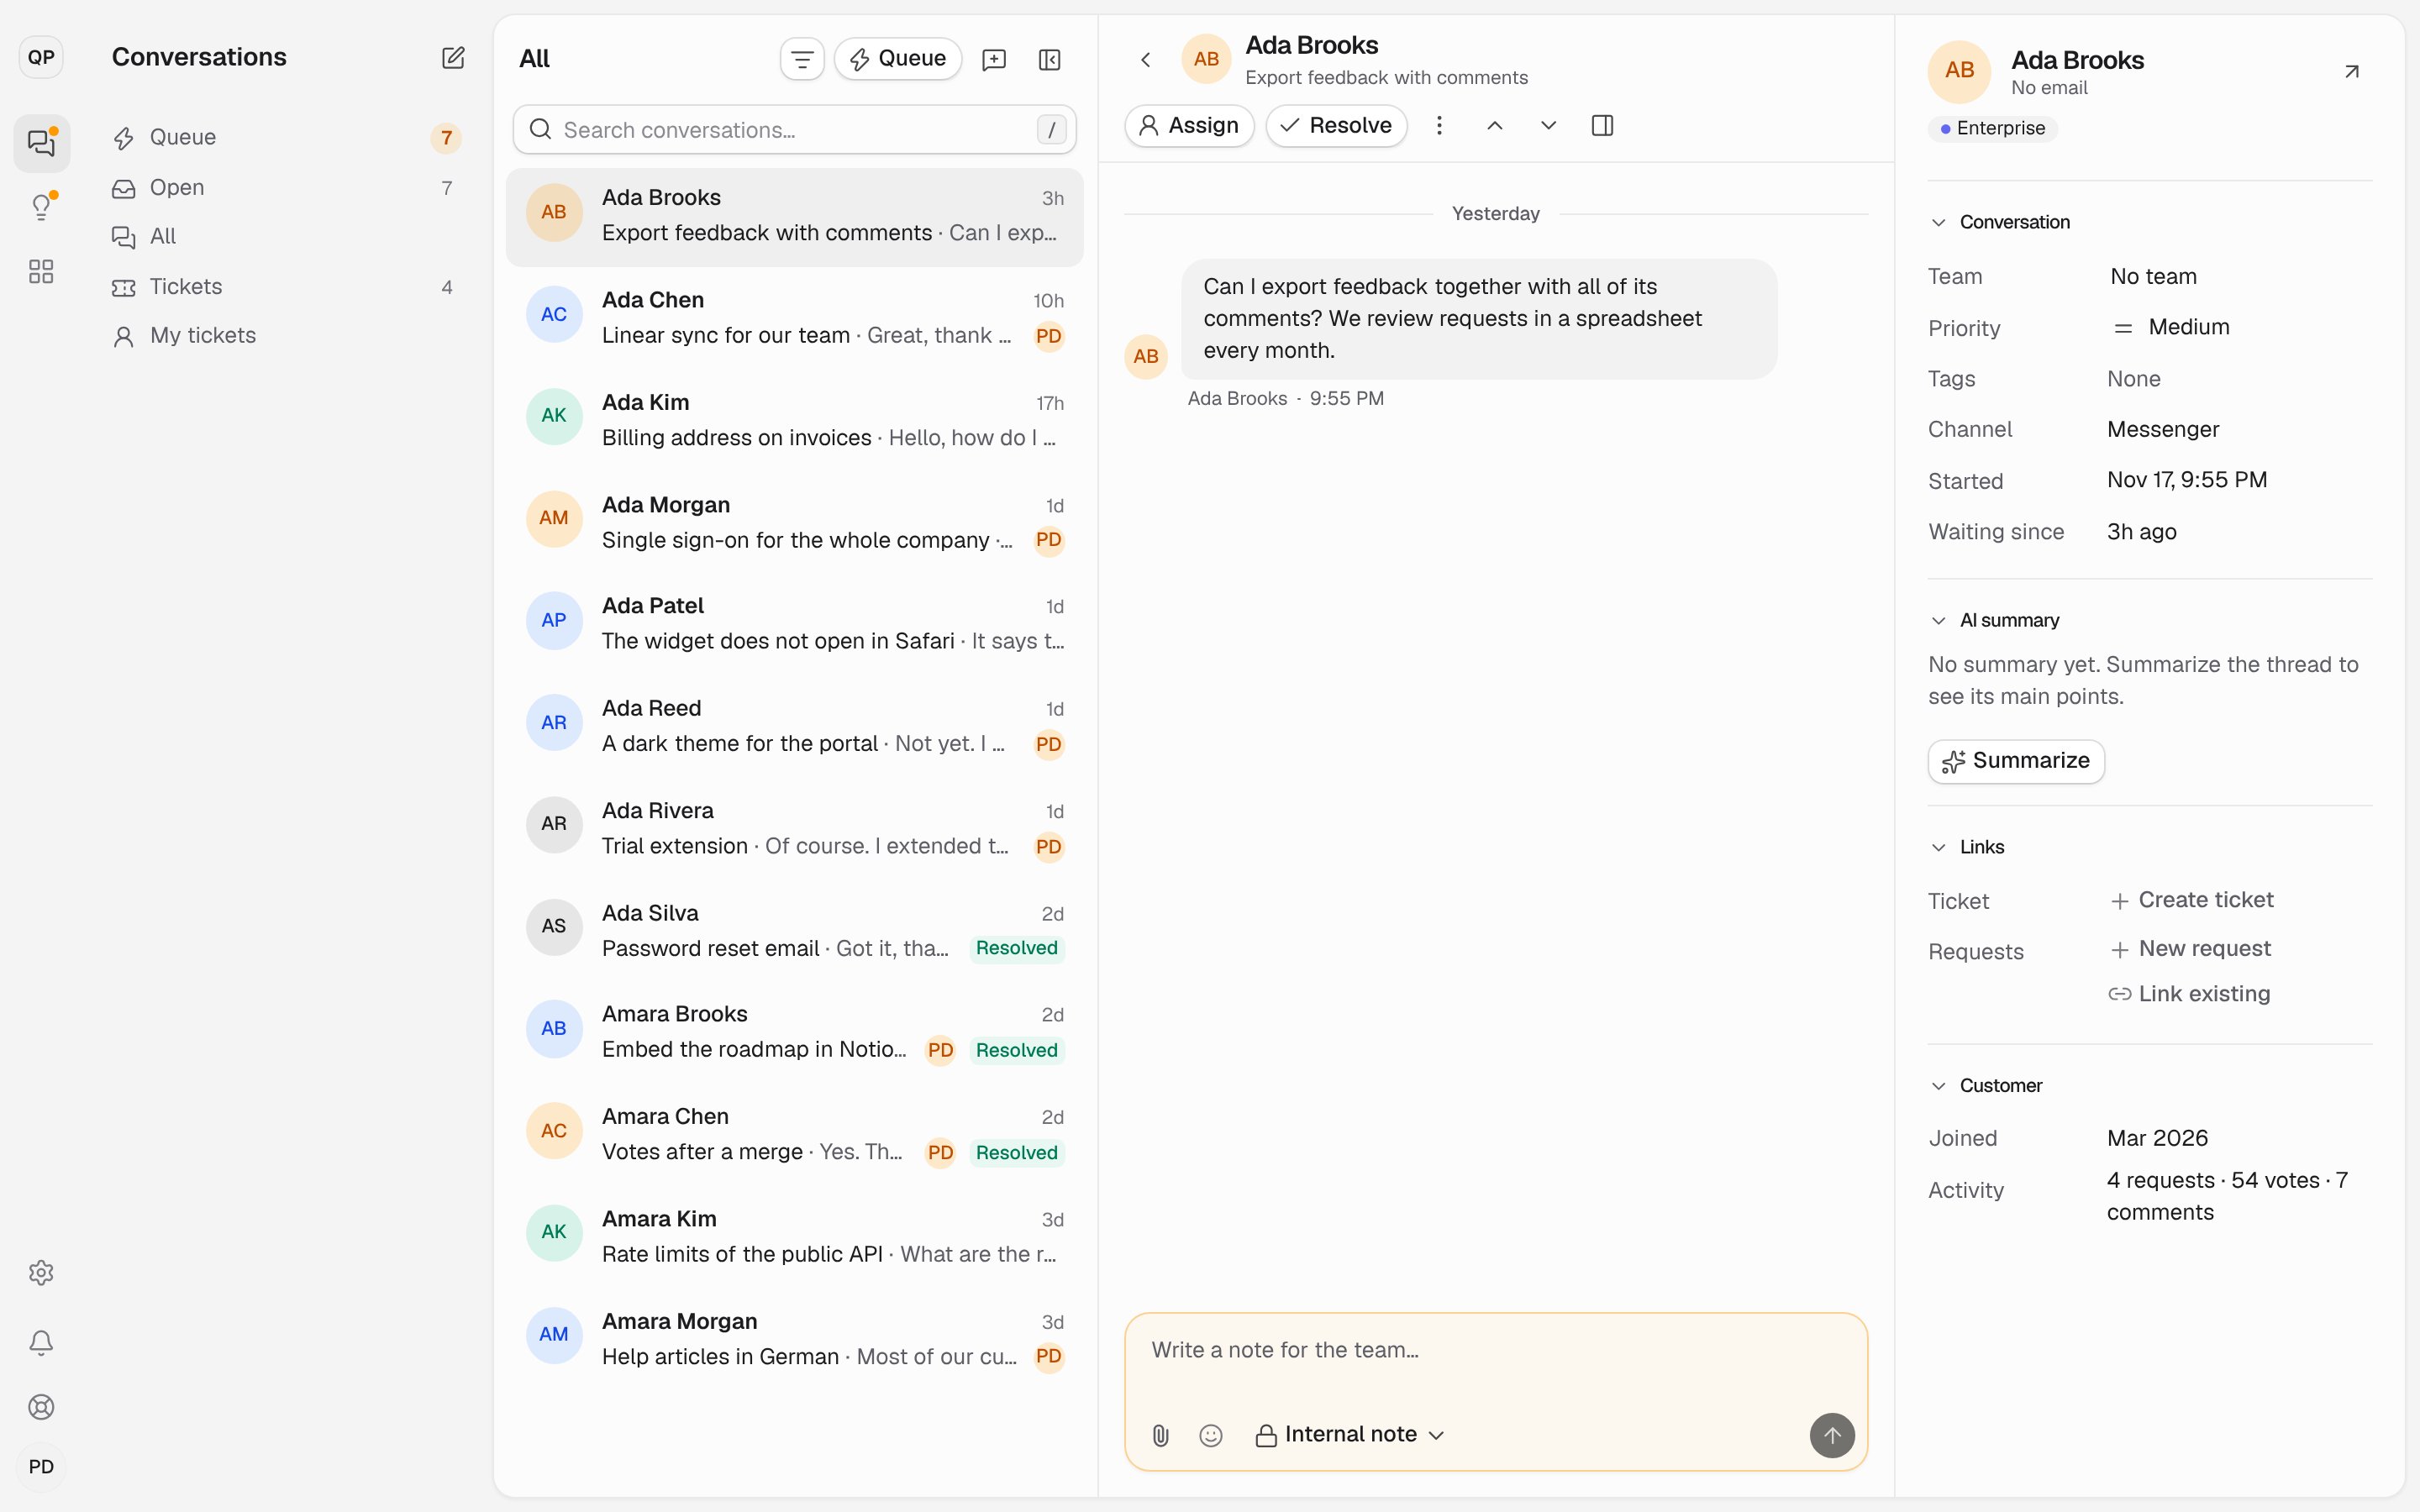 QP
Conversations
Queue 7
Open 7
All
Tickets 4
My tickets
PD
All
Queue
Search conversations… /
AB Ada Brooks 3h
Export feedback with comments · Can I exp…
AC Ada Chen 10h
Linear sync for our team · Great, thank … PD
AK Ada Kim 17h
Billing address on invoices · Hello, how do I …
AM Ada Morgan 1d
Single sign-on for the whole company ·… PD
AP Ada Patel 1d
The widget does not open in Safari · It says t…
AR Ada Reed 1d
A dark theme for the portal · Not yet. I … PD
AR Ada Rivera 1d
Trial extension · Of course. I extended t… PD
AS Ada Silva 2d
Password reset email · Got it, tha… Resolved
AB Amara Brooks 2d
Embed the roadmap in Notio… PD Resolved
AC Amara Chen 2d
Votes after a merge · Yes. Th… PD Resolved
AK Amara Kim 3d
Rate limits of the public API · What are the r…
AM Amara Morgan 3d
Help articles in German · Most of our cu… PD
AB Ada Brooks
Export feedback with comments
Assign Resolve
Yesterday
Can I export feedback together with all of its
comments? We review requests in a spreadsheet
every month.
AB
Ada Brooks · 9:55 PM
Write a note for the team…
Internal note
AB Ada Brooks
No email
Enterprise
Conversation
Team No team
Priority Medium
Tags None
Channel Messenger
Started Nov 17, 9:55 PM
Waiting since 3h ago
AI summary
No summary yet. Summarize the thread to
see its main points.
Summarize
Links
Ticket Create ticket
Requests New request
Link existing
Customer
Joined Mar 2026
Activity 4 requests · 54 votes · 7
comments